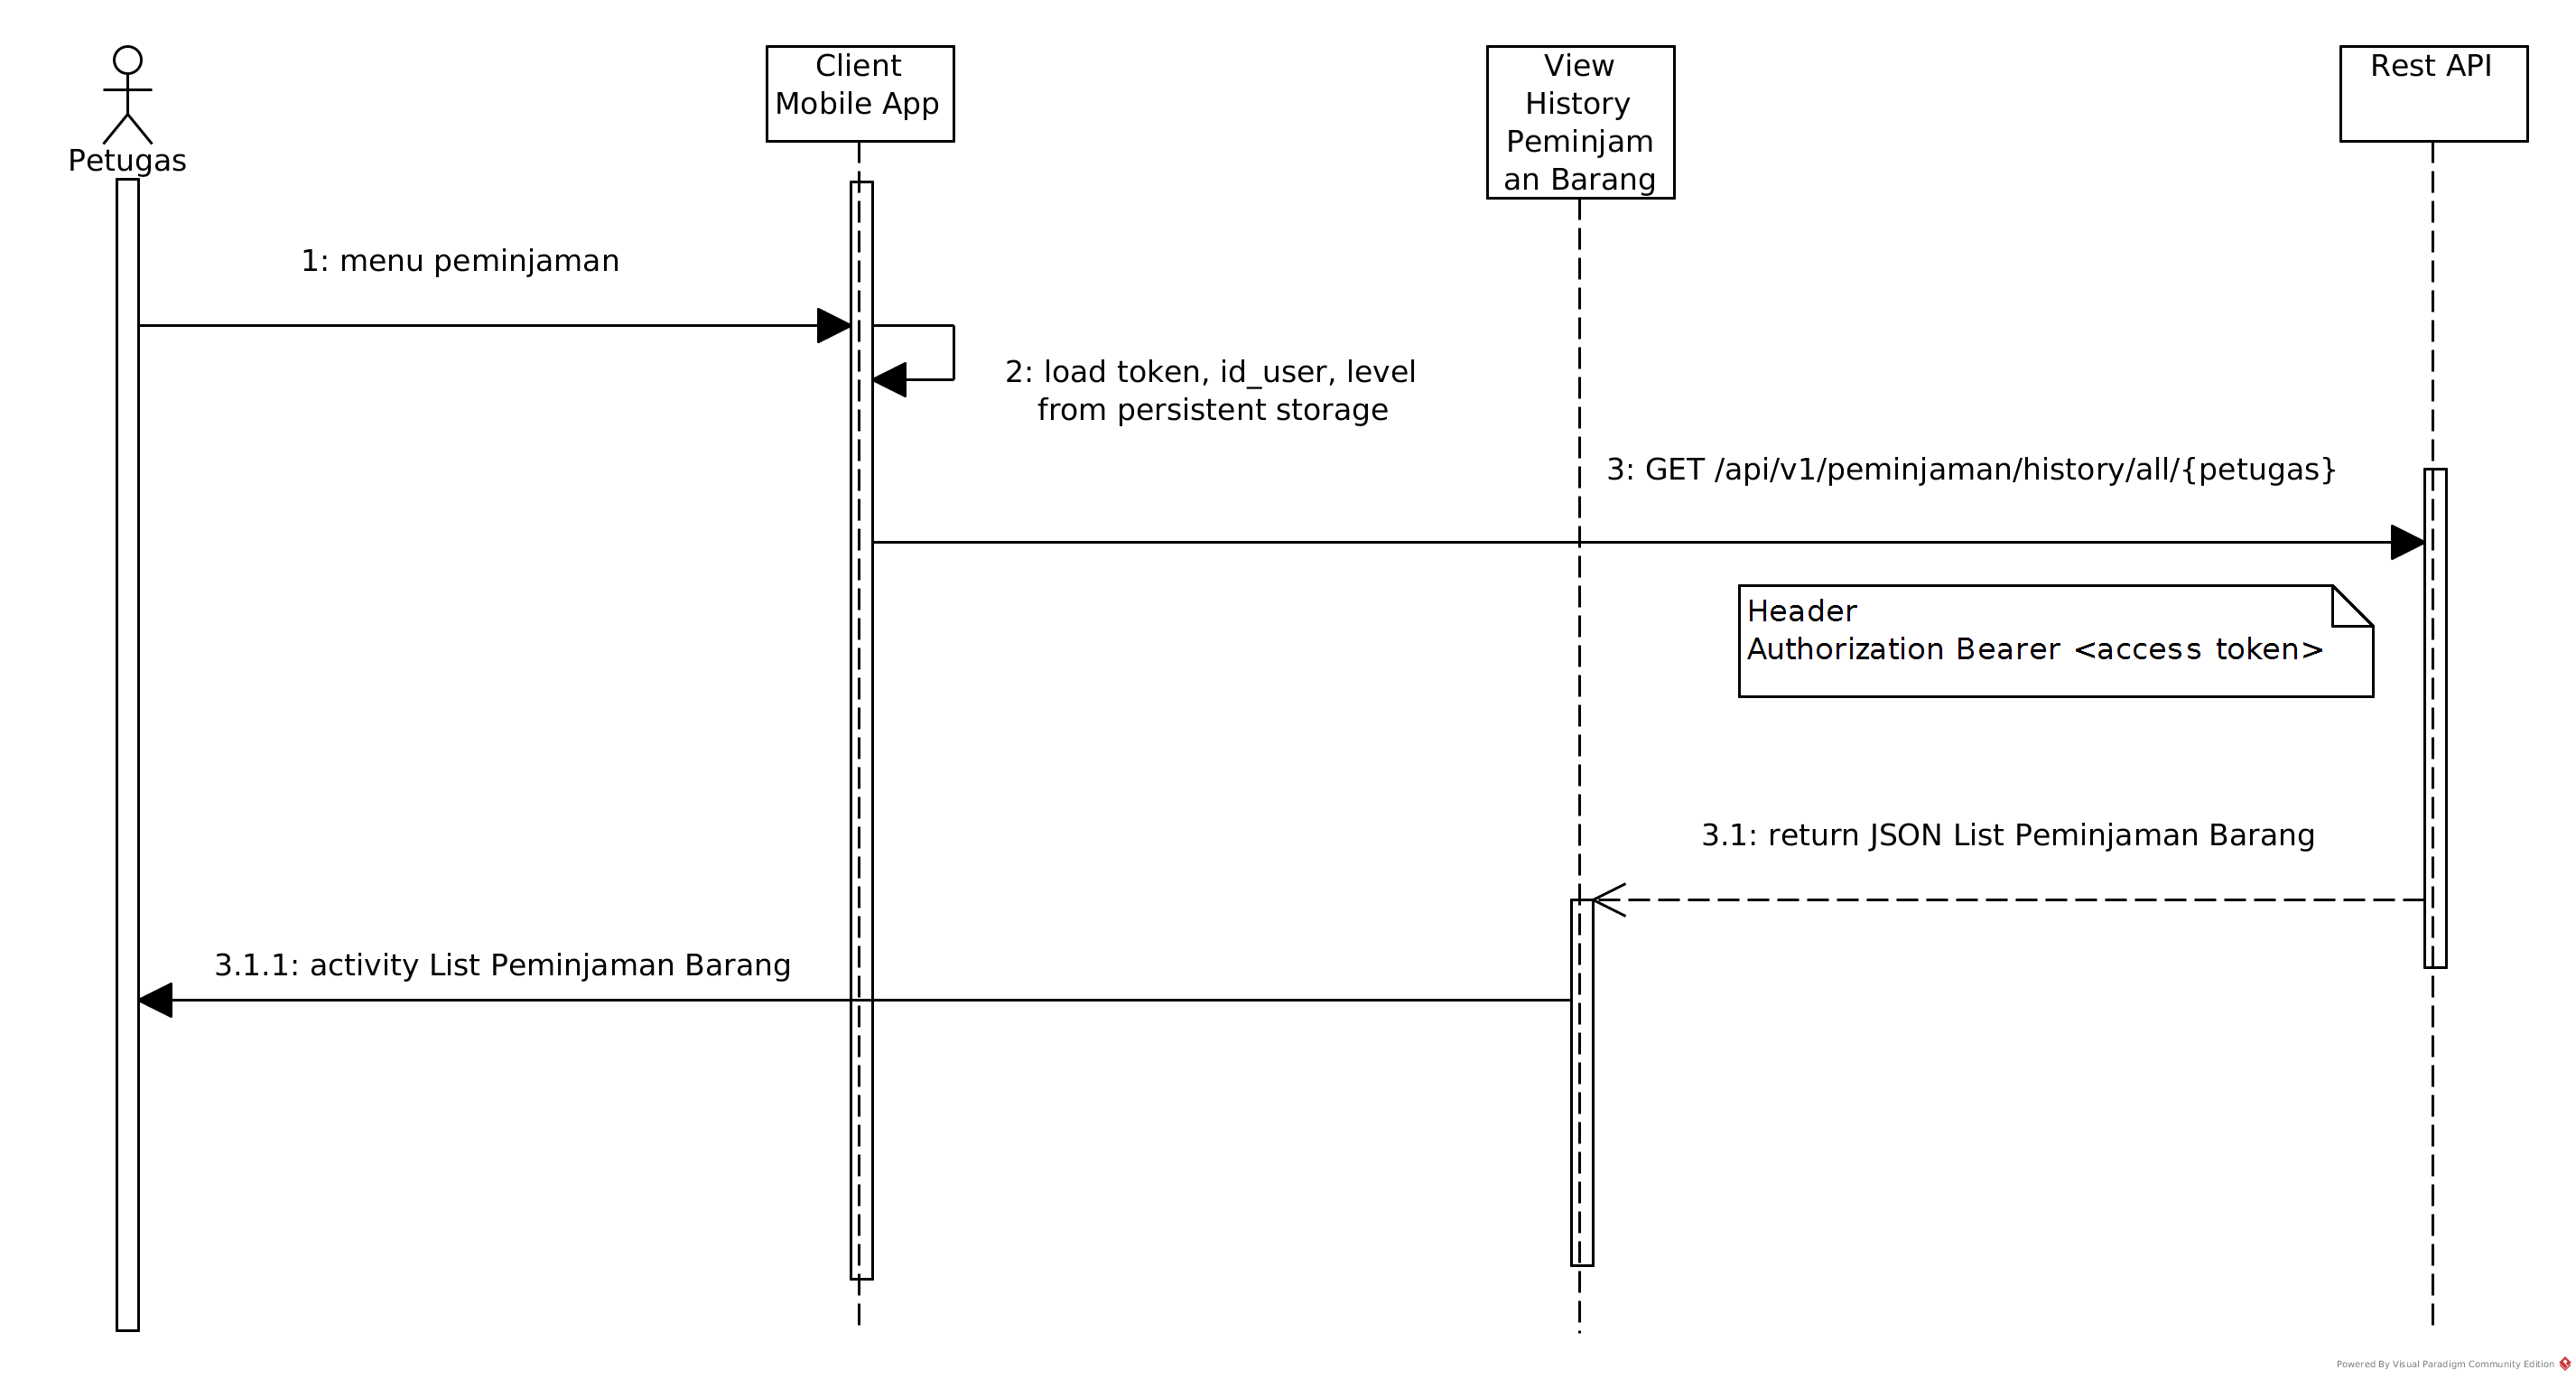 Petugas
Client
Mobile App
View
History
Peminjam
an Barang
Rest API
1: menu peminjaman
2: load token, id_user, level
from persistent storage
3: GET /api/v1/peminjaman/history/all/{petugas}
Header
Authorization Bearer <access token>
3.1: return JSON List Peminjaman Barang
3.1.1: activity List Peminjaman Barang
Powered By Visual Paradigm Community Edition